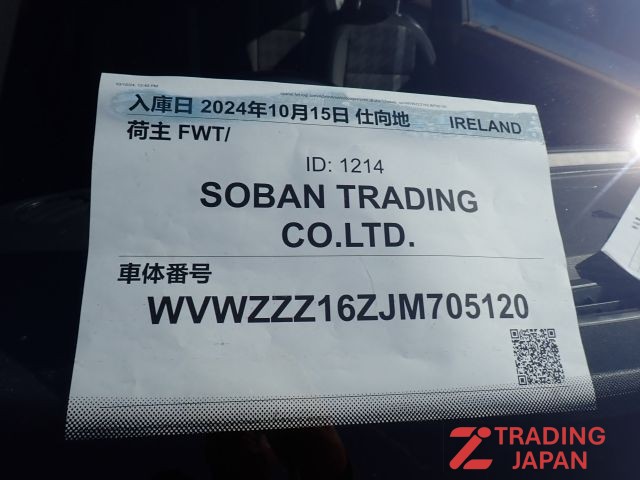 入庫日 2024年10月15日 仕向地 IRELAND
荷主 FWT/
ID: 1214
SOBAN TRADING
CO.LTD.
車体番号
WVWZZZ16ZJM705120
TRADING
JAPAN